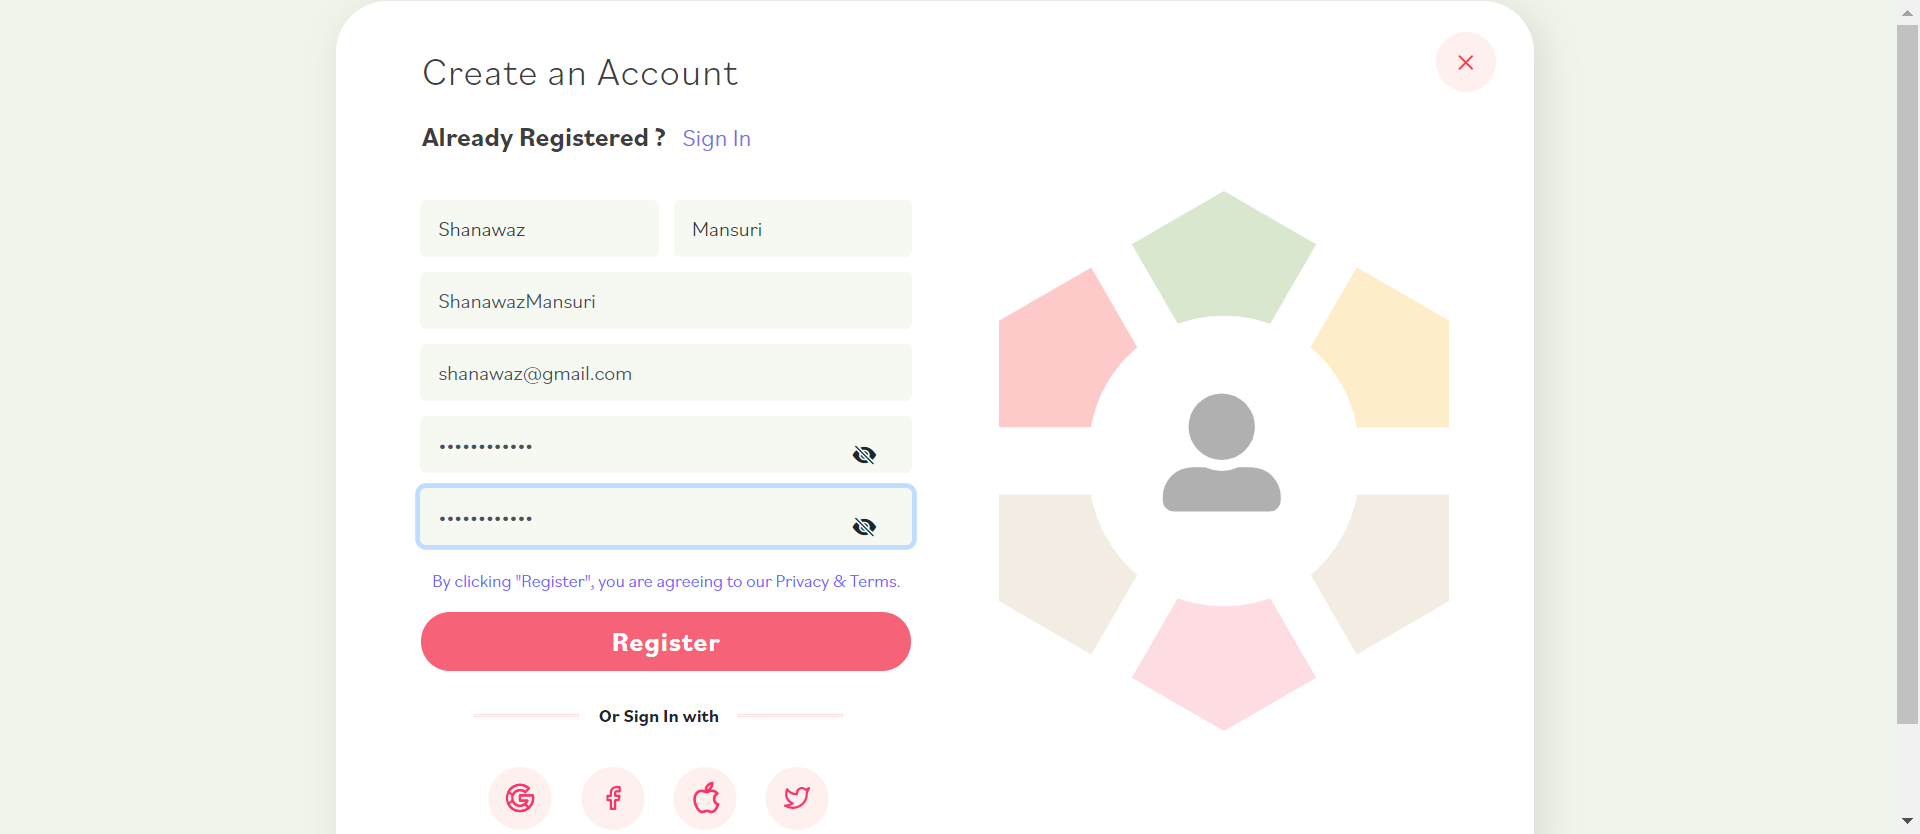 Create an Account
Already Registered ? Sign In
Shanawaz Mansuri
ShanawazMansuri
shanawaz@gmail.com
••••••••••••
••••••••••••
By clicking "Register", you are agreeing to our Privacy & Terms.
Register
Or Sign In with